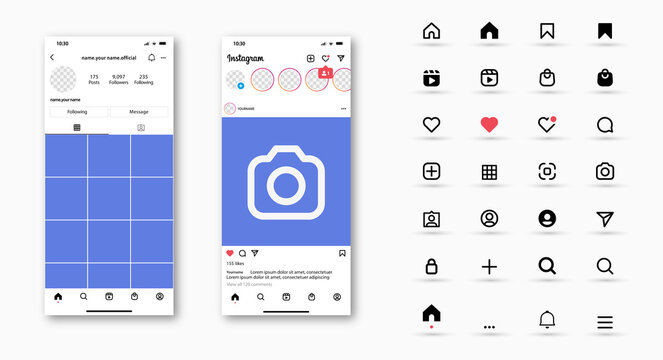 10:30
name.your name.official
175 9,097 235
Posts Followers Following
name.your name
Following Message
10:30
Instagram
1
YOURNAME
155 likes
Yourname Lorem ipsum dolor sit amet, consectetuer
Lorem ipsum dolor sit amet, consectetuer
View all 120 comments